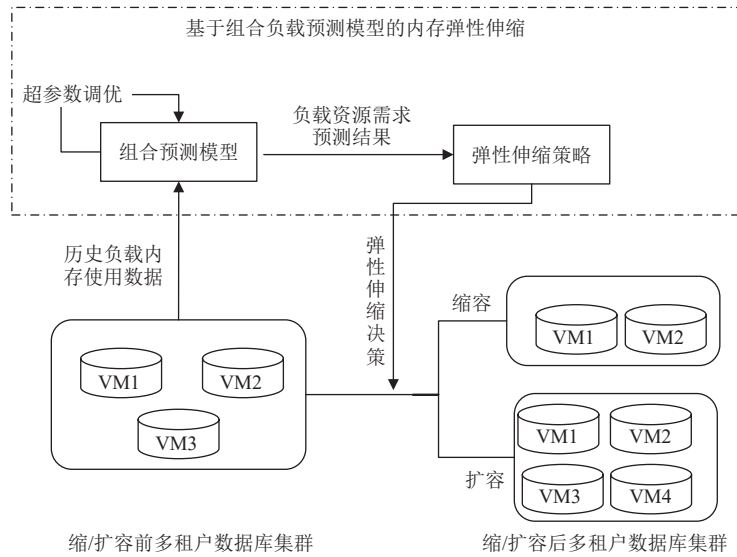 基于组合负载预测模型的内存弹性伸缩
超参数调优
组合预测模型
负载资源需求
预测结果
弹性伸缩策略
历史负载内
存使用数据
弹性伸缩决策
缩容
VM1
VM2
VM1
VM2
VM3
扩容
VM1
VM2
VM3
VM4
缩/扩容前多租户数据库集群
缩/扩容后多租户数据库集群